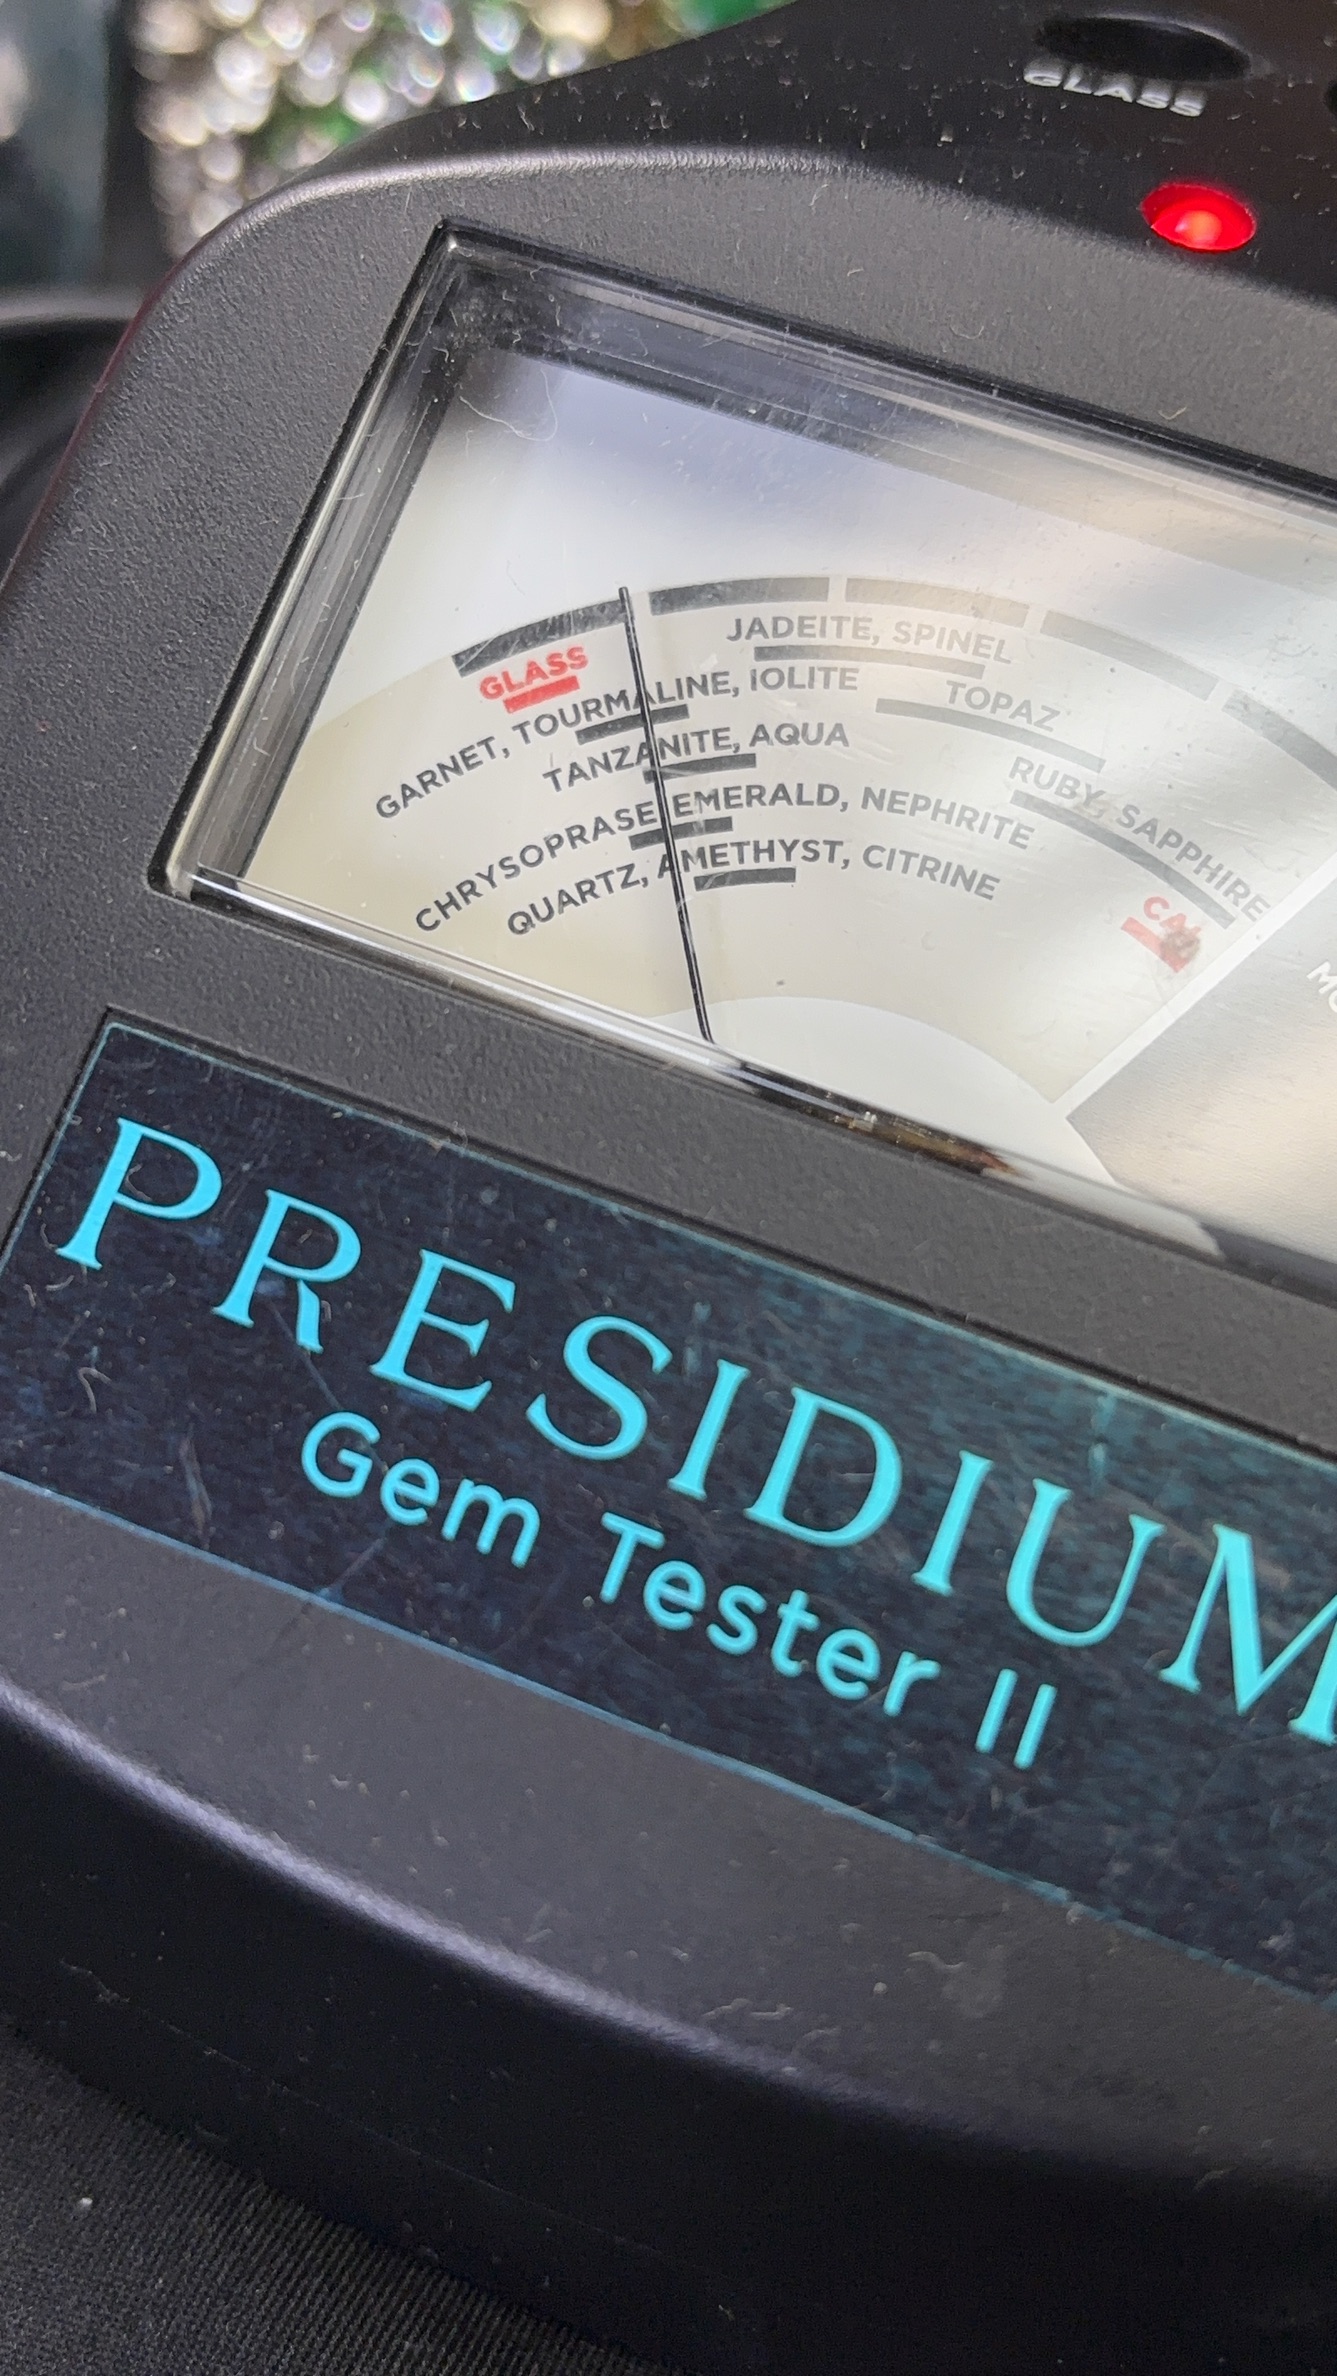 GLASS
JADEITE, SPINEL
GLASS
GARNET, TOURMALINE, IOLITE
TOPAZ
TANZANITE, AQUA
RUBY, SAPPHIRE
CHRYSOPRASE EMERALD, NEPHRITE
QUARTZ, AMETHYST, CITRINE
PRESIDIUM
Gem Tester II